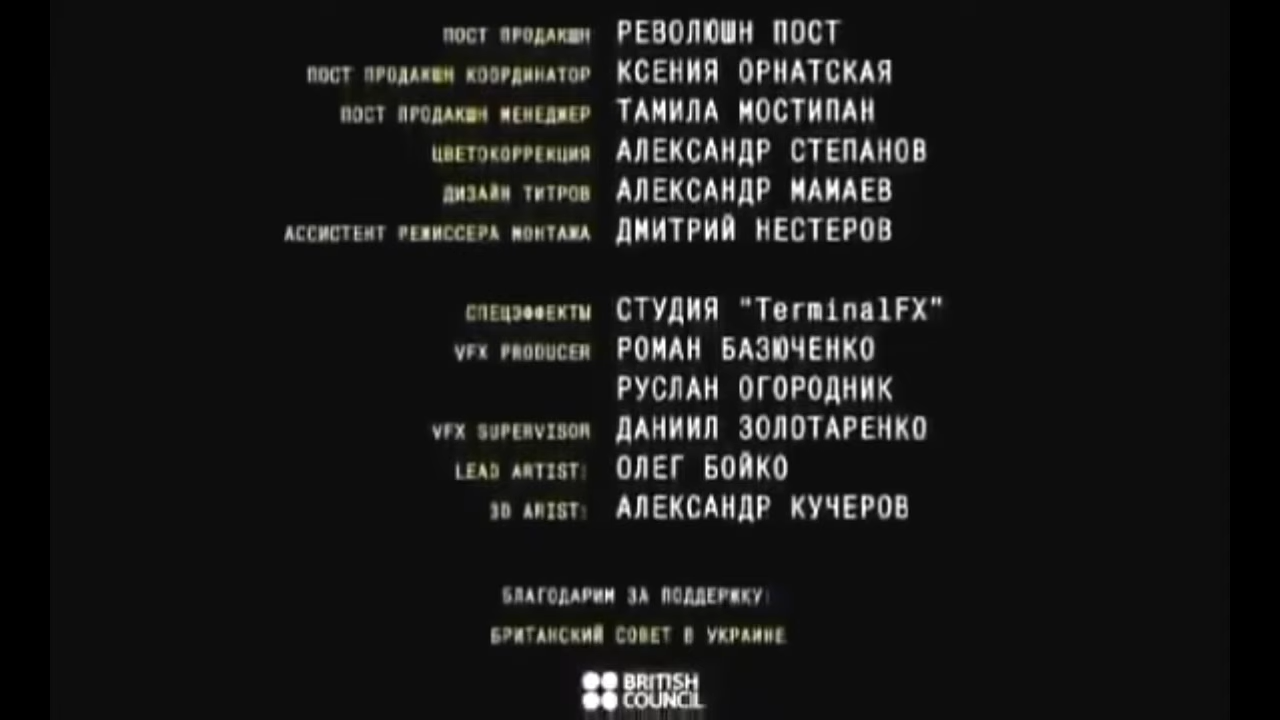 ПОСТ ПРОДАКШН РЕВОЛЮШН ПОСТ
ПОСТ ПРОДАКШН КООРДИНАТОР КСЕНИЯ ОРНАТСКАЯ
ПОСТ ПРОДАКШН МЕНЕДЖЕР ТАМИЛА МОСТИПАН
ЦВЕТОКОРРЕКЦИЯ АЛЕКСАНДР СТЕПАНОВ
ДИЗАЙН ТИТРОВ АЛЕКСАНДР МАМАЕВ
АССИСТЕНТ РЕЖИССЕРА МОНТАЖА ДМИТРИЙ НЕСТЕРОВ
СПЕЦЭФФЕКТЫ СТУДИЯ "TerminalFX"
VFX PRODUCER РОМАН БАЗЮЧЕНКО
РУСЛАН ОГОРОДНИК
VFX SUPERVISOR ДАНИИЛ ЗОЛОТАРЕНКО
LEAD ARTIST: ОЛЕГ БОЙКО
3D ARIST: АЛЕКСАНДР КУЧЕРОВ
БЛАГОДАРИМ ЗА ПОДДЕРЖКУ:
БРИТАНСКИЙ СОВЕТ В УКРАИНЕ
BRITISH
COUNCIL